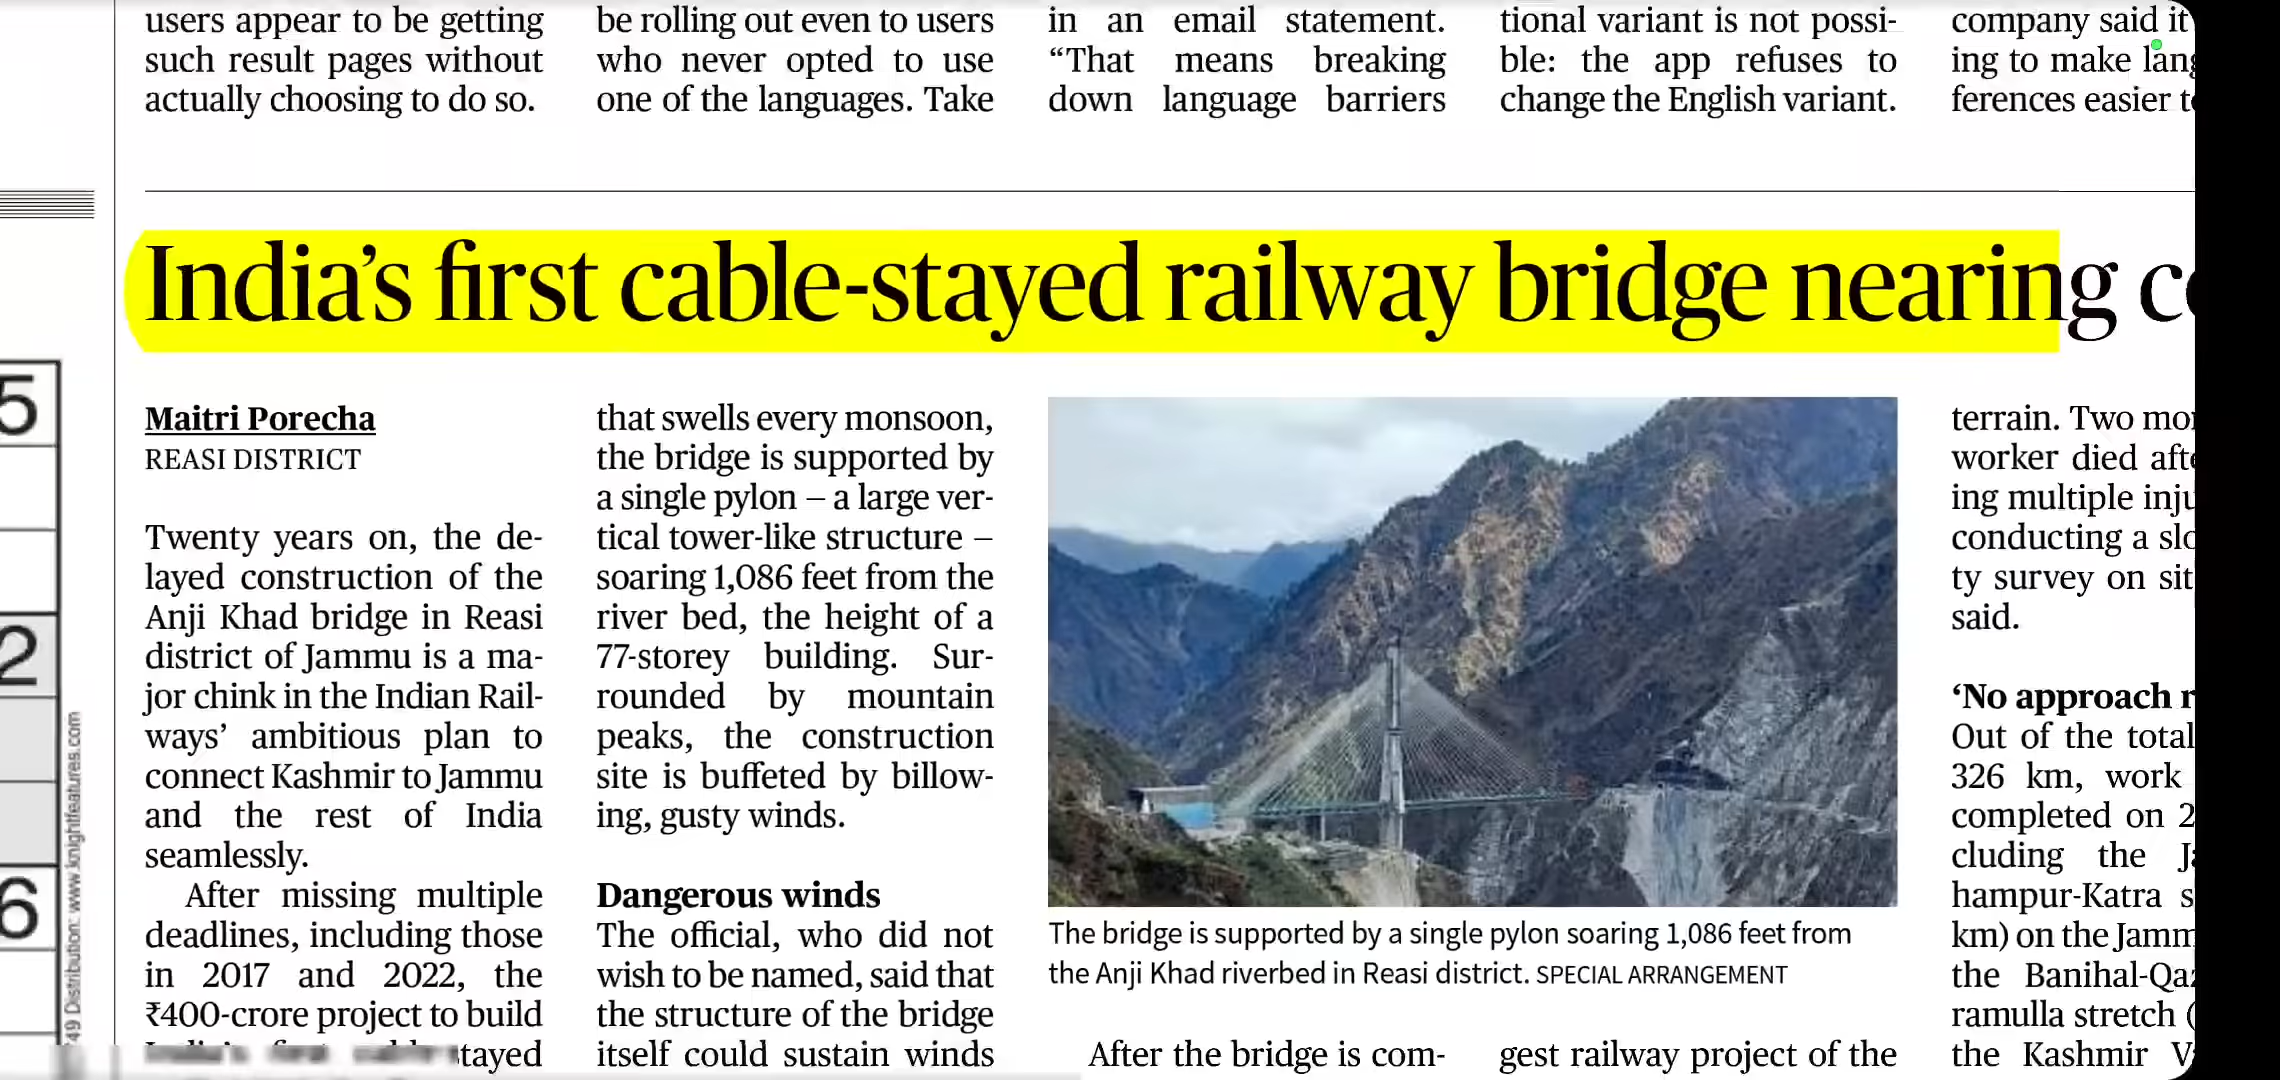 users appear to be getting
such result pages without
actually choosing to do so.
be rolling out even to users
who never opted to use
one of the languages. Take
in an email statement.
“That means breaking
down language barriers
tional variant is not possi-
ble: the app refuses to
change the English variant.
company said it
ing to make lang
ferences easier t
India’s first cable-stayed railway bridge nearing
Maitri Porecha
REASI DISTRICT
Twenty years on, the de-
layed construction of the
Anji Khad bridge in Reasi
district of Jammu is a ma-
jor chink in the Indian Rail-
ways’ ambitious plan to
connect Kashmir to Jammu
and the rest of India
seamlessly.
After missing multiple
deadlines, including those
in 2017 and 2022, the
₹400-crore project to build
stayed
that swells every monsoon,
the bridge is supported by
a single pylon – a large ver-
tical tower-like structure –
soaring 1,086 feet from the
river bed, the height of a
77-storey building. Sur-
rounded by mountain
peaks, the construction
site is buffeted by billow-
ing, gusty winds.
Dangerous winds
The official, who did not
wish to be named, said that
the structure of the bridge
itself could sustain winds
The bridge is supported by a single pylon soaring 1,086 feet from
the Anji Khad riverbed in Reasi district. SPECIAL ARRANGEMENT
After the bridge is com-
gest railway project of the
terrain. Two mo
worker died aft
ing multiple inju
conducting a slo
ty survey on sit
said.
‘No approach r
Out of the total
326 km, work
completed on 2
cluding the J
hampur-Katra s
km) on the Jamm
the Banihal-Qa
ramulla stretch (
the Kashmir V
5
2
6
49 Distribution: www.knightfeatures.com